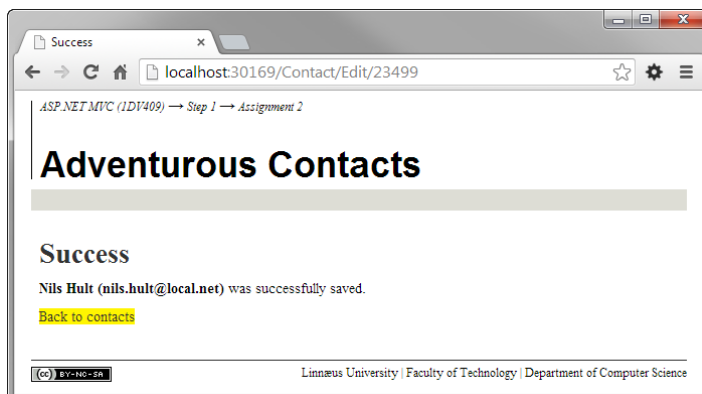 Success
localhost:30169/Contact/Edit/23499
ASP.NET MVC (1DV409) → Step 1 → Assignment 2
Adventurous Contacts
Success
Nils Hult (nils.hult@local.net) was successfully saved.
Back to contacts
(cc) BY-NC-SA Linnæus University | Faculty of Technology | Department of Computer Science